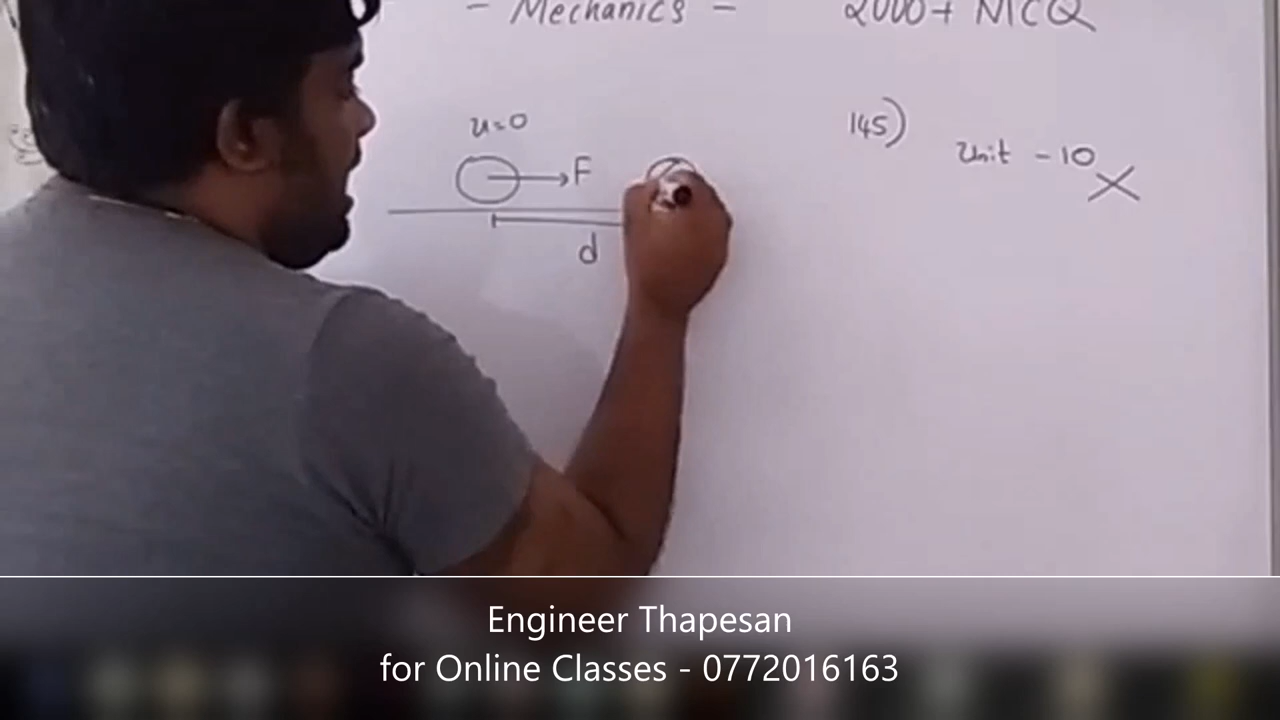 - Mechanics - 2000+ MCQ
u=0
F
d
145)
Unit - 10
Engineer Thapesan
for Online Classes - 0772016163